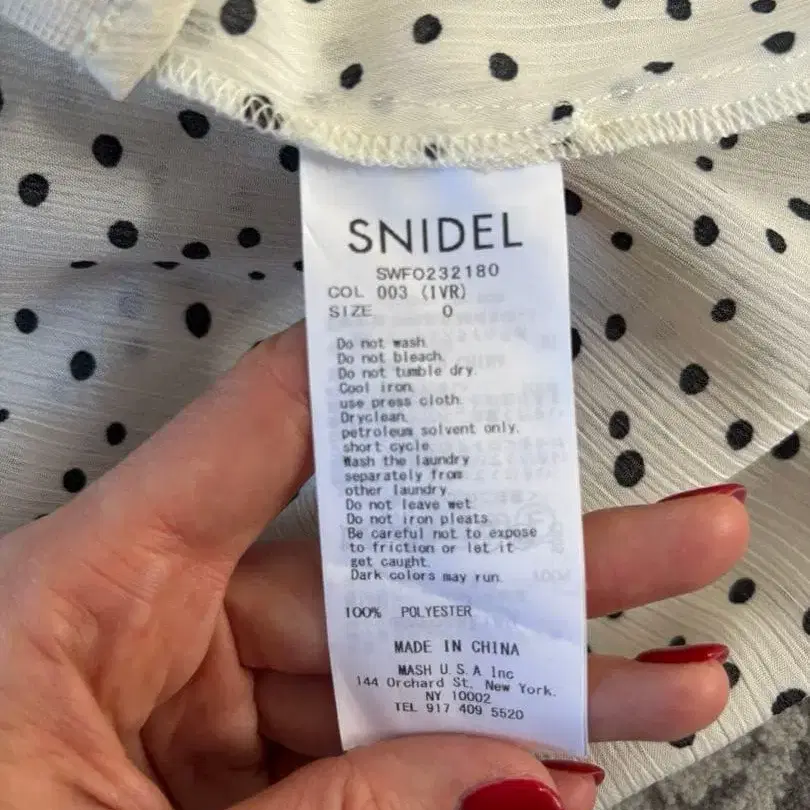 SNIDEL
SWFO232180
COL 003 (IVR)
SIZE 0
Do not wash.
Do not bleach.
Do not tumble dry.
Cool iron.
use press cloth.
Dryclean.
petroleum solvent only.
short cycle
Wash the laundry
separately from
other laundry.
Do not leave wet.
Do not iron pleats.
Be careful not to expose
to friction or let it
get caught.
Dark colors may run.
100% POLYESTER
MADE IN CHINA
MASH U.S.A Inc
144 Orchard St. New York.
NY 10002
TEL 917 409 5520